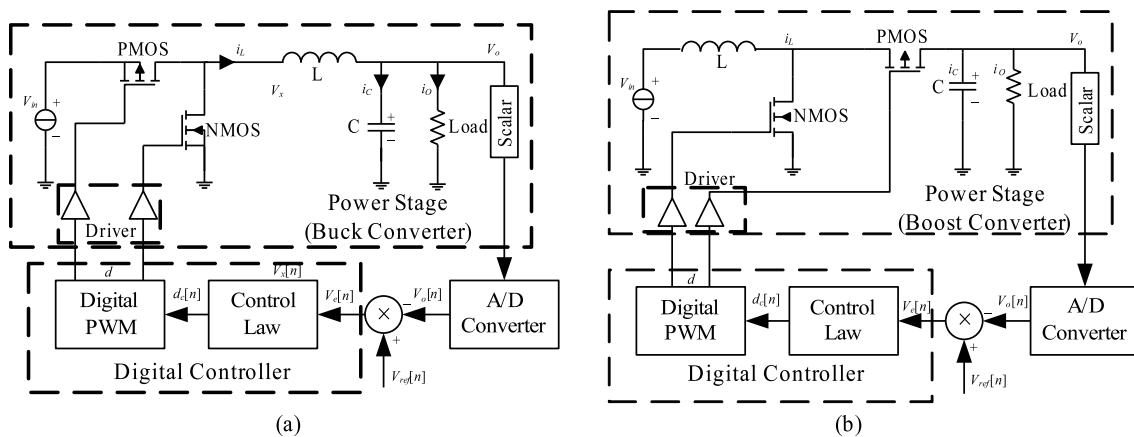 PMOS
i_L
V_o
L
V_in
+
−
V_x
i_C
i_O
C
+
−
Load
Scalar
NMOS
Driver
Power Stage
(Buck Converter)
d
V_x[n]
Digital
PWM
d_c[n]
Control
Law
V_e[n]
×
−
+
V_o[n]
A/D
Converter
Digital Controller
V_ref[n]
(a)
PMOS
i_L
V_o
L
V_in
+
−
i_C
i_O
C
+
−
Load
Scalar
NMOS
Driver
Power Stage
(Boost Converter)
d
Digital
PWM
d_c[n]
Control
Law
V_e[n]
×
−
+
V_o[n]
A/D
Converter
Digital Controller
V_ref[n]
(b)